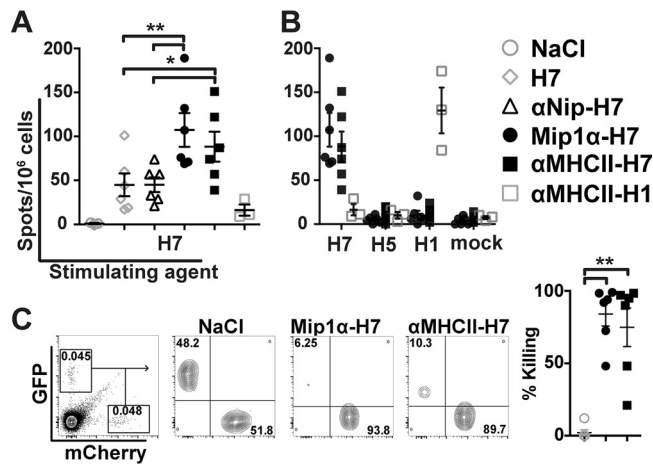 A
**
*
200
150
100
50
0
Spots/10⁶ cells
H7
Stimulating agent
B
200
150
100
50
0
H7 H5 H1 mock
NaCl
H7
αNip-H7
Mip1α-H7
αMHCII-H7
αMHCII-H1
C
NaCl Mip1α-H7 αMHCII-H7
0.045
0.048
GFP
mCherry
48.2 0
51.8
6.25 0
93.8
10.3 0
89.7
**
100
50
0
% Killing